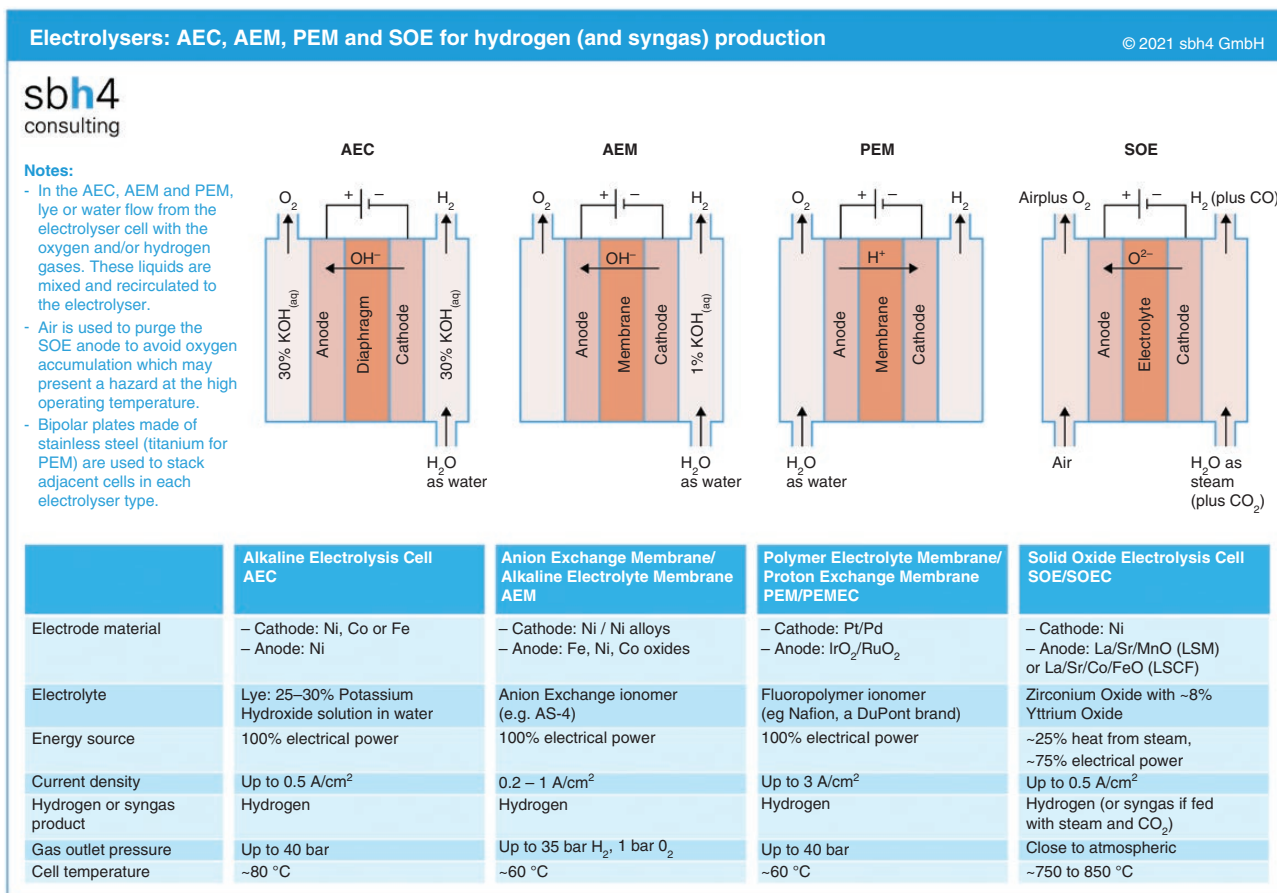 Electrolysers: AEC, AEM, PEM and SOE for hydrogen (and syngas) production
© 2021 sbh4 GmbH
sbh4
consulting
Notes:
- In the AEC, AEM and PEM,
lye or water flow from the
electrolyser cell with the
oxygen and/or hydrogen
gases. These liquids are
mixed and recirculated to
the electrolyser.
- Air is used to purge the
SOE anode to avoid oxygen
accumulation which may
present a hazard at the high
operating temperature.
- Bipolar plates made of
stainless steel (titanium for
PEM) are used to stack
adjacent cells in each
electrolyser type.
AEC
O₂
+ −
H₂
OH⁻
30% KOH(aq)
Anode
Diaphragm
Cathode
30% KOH(aq)
H₂O
as water
AEM
O₂
+ −
H₂
OH⁻
Anode
Membrane
Cathode
1% KOH(aq)
H₂O
as water
PEM
O₂
+ −
H₂
H⁺
Anode
Membrane
Cathode
H₂O
as water
SOE
Airplus O₂
+ −
H₂ (plus CO)
O²⁻
Anode
Electrolyte
Cathode
Air
H₂O as
steam
(plus CO₂)
Alkaline Electrolysis Cell
AEC
Anion Exchange Membrane/
Alkaline Electrolyte Membrane
AEM
Polymer Electrolyte Membrane/
Proton Exchange Membrane
PEM/PEMEC
Solid Oxide Electrolysis Cell
SOE/SOEC
Electrode material
– Cathode: Ni, Co or Fe
– Anode: Ni
– Cathode: Ni / Ni alloys
– Anode: Fe, Ni, Co oxides
– Cathode: Pt/Pd
– Anode: IrO₂/RuO₂
– Cathode: Ni
– Anode: La/Sr/MnO (LSM)
or La/Sr/Co/FeO (LSCF)
Electrolyte
Lye: 25–30% Potassium
Hydroxide solution in water
Anion Exchange ionomer
(e.g. AS-4)
Fluoropolymer ionomer
(eg Nafion, a DuPont brand)
Zirconium Oxide with ~8%
Yttrium Oxide
Energy source
100% electrical power
100% electrical power
100% electrical power
~25% heat from steam,
~75% electrical power
Current density
Up to 0.5 A/cm²
0.2 – 1 A/cm²
Up to 3 A/cm²
Up to 0.5 A/cm²
Hydrogen or syngas
product
Hydrogen
Hydrogen
Hydrogen
Hydrogen (or syngas if fed
with steam and CO₂)
Gas outlet pressure
Up to 40 bar
Up to 35 bar H₂, 1 bar 0₂
Up to 40 bar
Close to atmospheric
Cell temperature
~80 °C
~60 °C
~60 °C
~750 to 850 °C